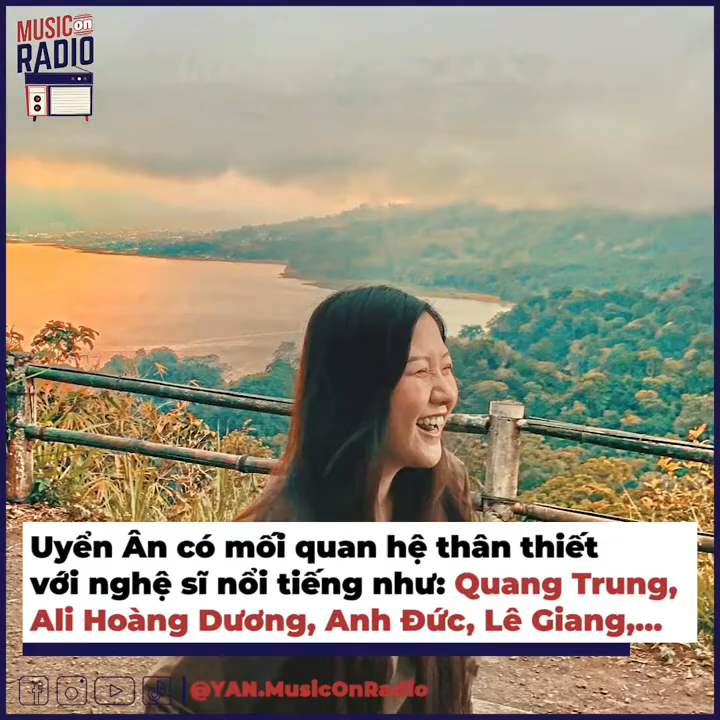 MUSIC on
RADIO
Uyển Ân có mối quan hệ thân thiết
với nghệ sĩ nổi tiếng như: Quang Trung,
Ali Hoàng Dương, Anh Đức, Lê Giang,...
@YAN.MusicOnRadio